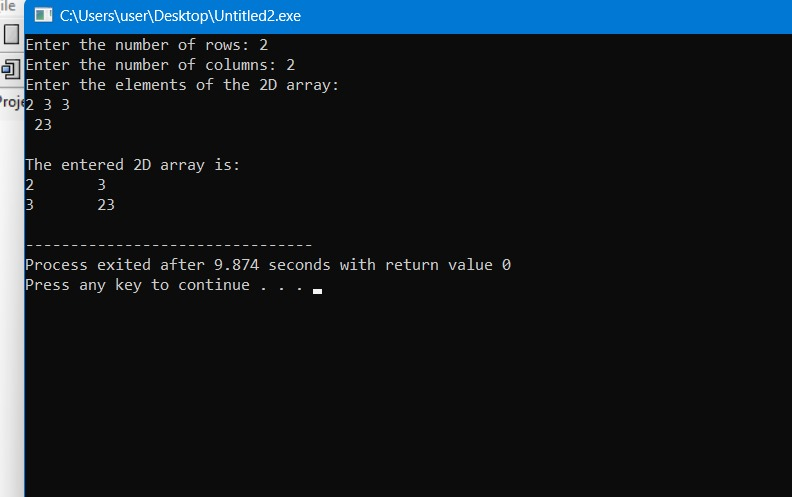 ile
C:\Users\user\Desktop\Untitled2.exe
Enter the number of rows: 2
Enter the number of columns: 2
Enter the elements of the 2D array:
Proje
2 3 3
23
The entered 2D array is:
2 3
3 23
--------------------------------
Process exited after 9.874 seconds with return value 0
Press any key to continue . . .